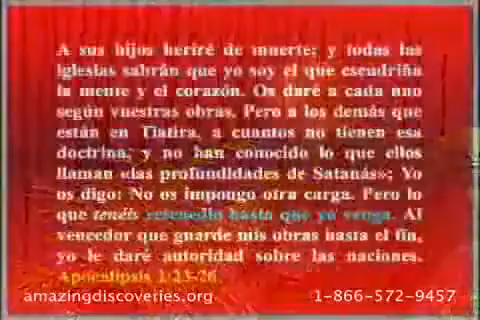 A sus hijos heriré de muerte; y todas las
iglesias sabrán que yo soy el que escudriña
la mente y el corazón. Os daré a cada uno
según vuestras obras. Pero a los demás que
están en Tiatira, a cuantos no tienen esa
doctrina, y no han conocido lo que ellos
llaman «las profundidades de Satanás»; Yo
os digo: No os impongo otra carga. Pero lo
que tenéis retenedlo hasta que yo venga. Al
vencedor que guarde mis obras hasta el fin,
yo le daré autoridad sobre las naciones.
Apocalipsis
amazingdiscoveries.org 1-866-572-9457